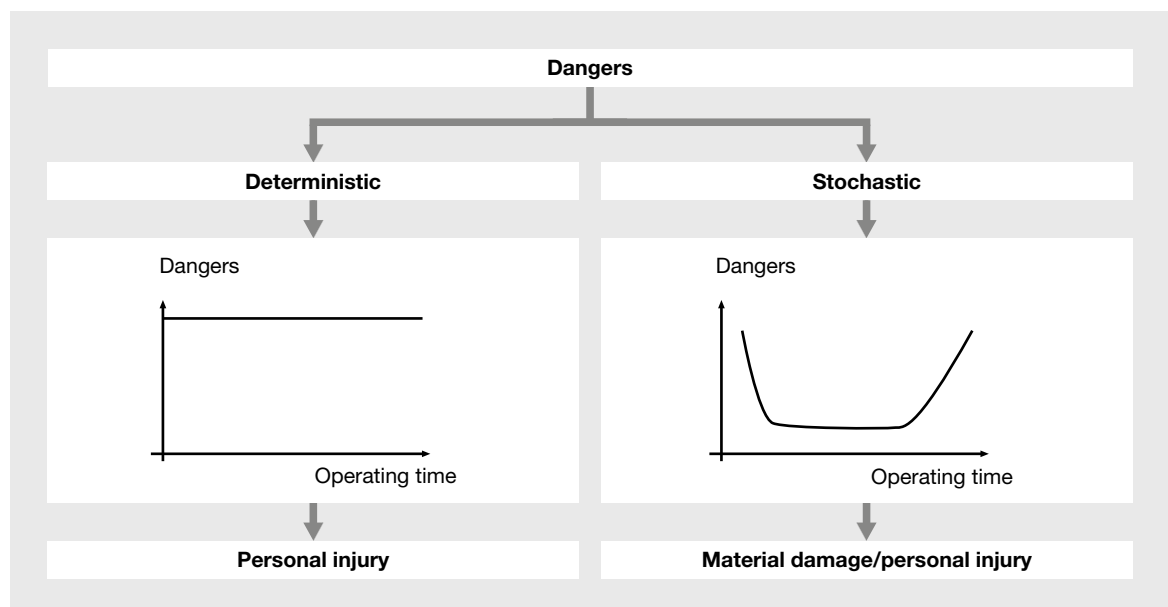 Dangers
Deterministic
Stochastic
Dangers
Operating time
Dangers
Operating time
Personal injury
Material damage/personal injury